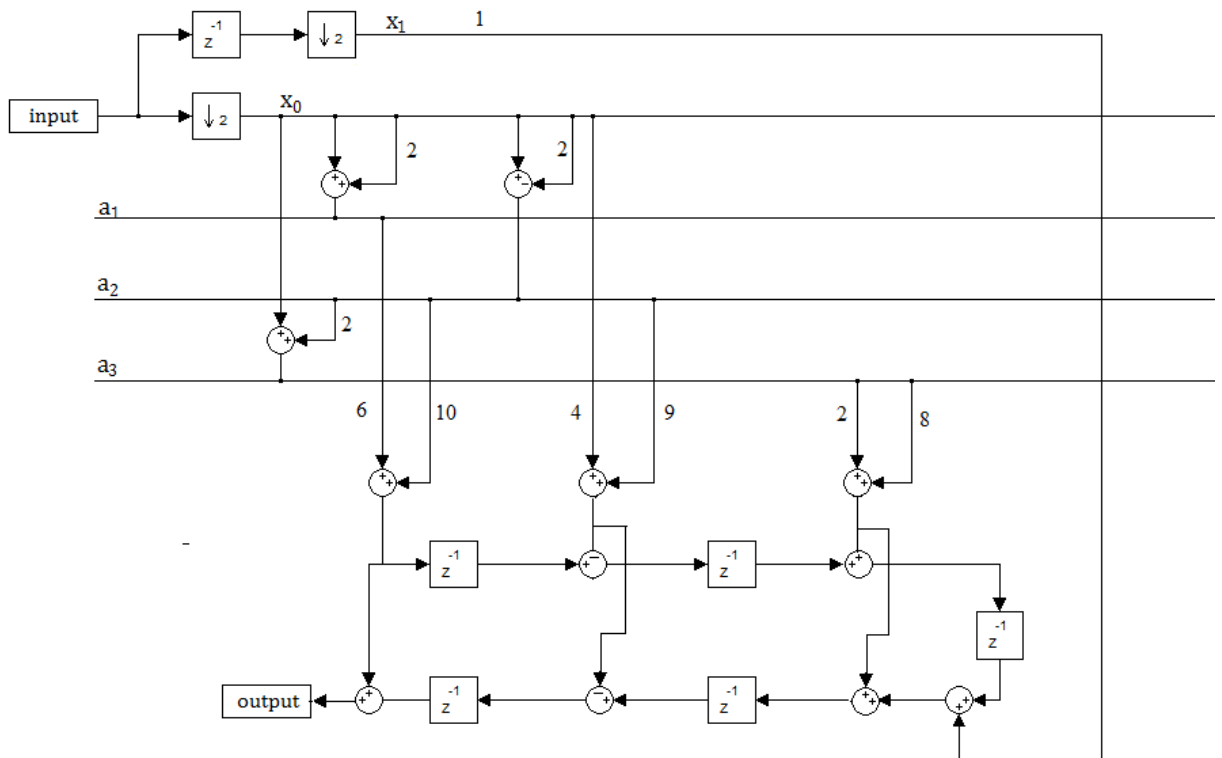 x₁ 1
z⁻¹ ↓2
x₀
input ↓2
2 2
+ + + −
a₁
a₂
2
+ +
a₃
6 10 4 9 2 8
+ + + + + +
-
z⁻¹ + − z⁻¹ + +
z⁻¹
output + + z⁻¹ − + z⁻¹ + + + +